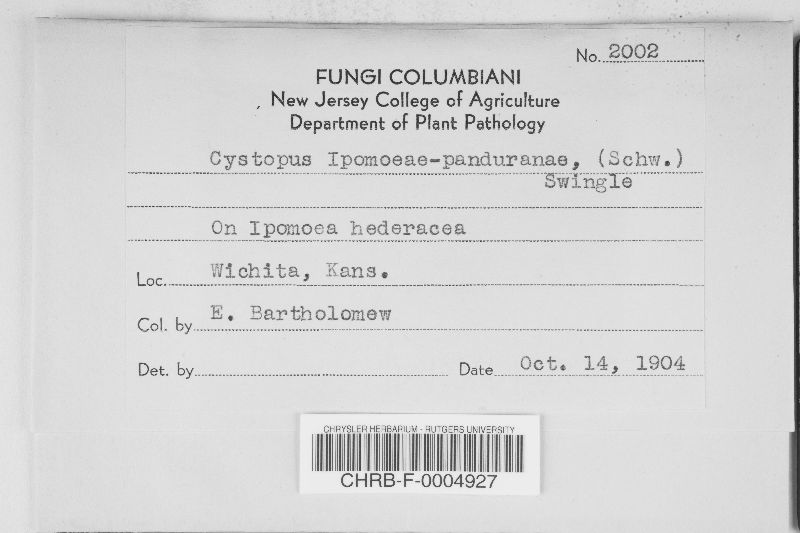 No. 2002
FUNGI COLUMBIANI
New Jersey College of Agriculture
Department of Plant Pathology
Cystopus Ipomoeae-panduranae, (Schw.)
Swingle
On Ipomoea hederacea
Loc. Wichita, Kans.
Col. by E. Bartholomew
Det. by
Date Oct. 14, 1904
CHRYSLER HERBARIUM - RUTGERS UNIVERSITY
CHRB-F-0004927